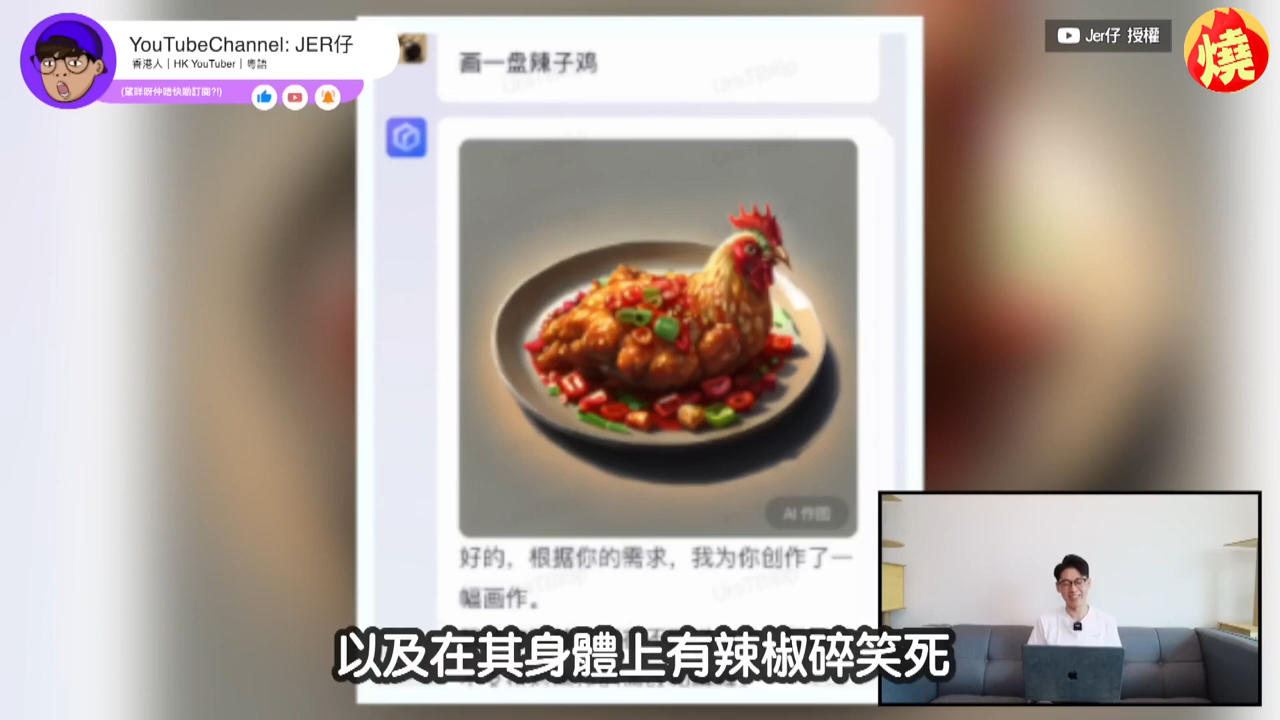 YouTubeChannel: JER仔
香港人 | HK YouTuber | 粵語
(望咩呀仲唔快啲訂閱?!)
Jer仔 授權
燒
画一盘辣子鸡
AI 作图
好的，根据你的需求，我为你创作了一
幅画作。
以及在其身體上有辣椒碎笑死